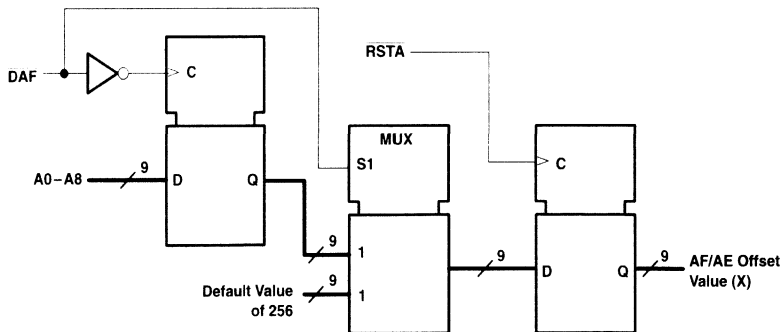 DAF
C
A0–A8
9
D
Q
MUX
S1
9
1
Default Value
of 256
9
1
RSTA
C
9
D
Q
9
AF/AE Offset
Value (X)